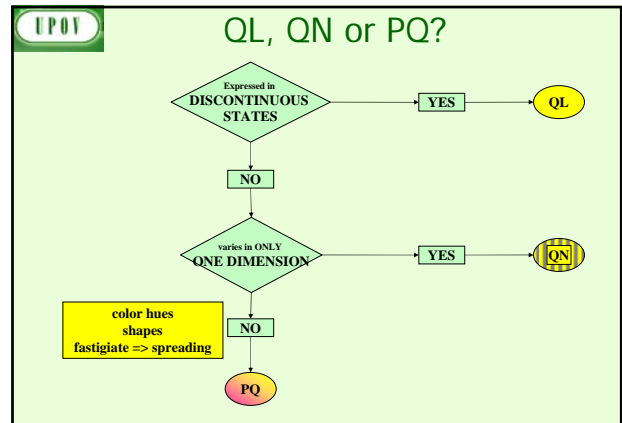 UPOV
QL, QN or PQ?
Expressed in
DISCONTINUOUS
STATES
YES
QL
NO
varies in ONLY
ONE DIMENSION
YES
QN
color hues
shapes
fastigiate => spreading
NO
PQ